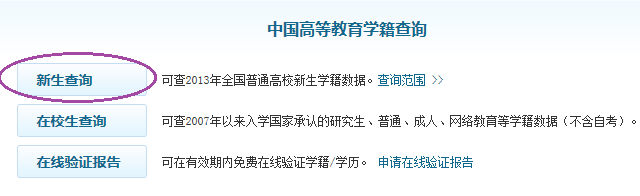 中国高等教育学籍查询
新生查询 可查2013年全国普通高校新生学籍数据。查询范围 >>
在校生查询 可查2007年以来入学国家承认的研究生、普通、成人、网络教育等学籍数据（不含自考）。
在线验证报告 可在有效期内免费在线验证学籍/学历。 申请在线验证报告